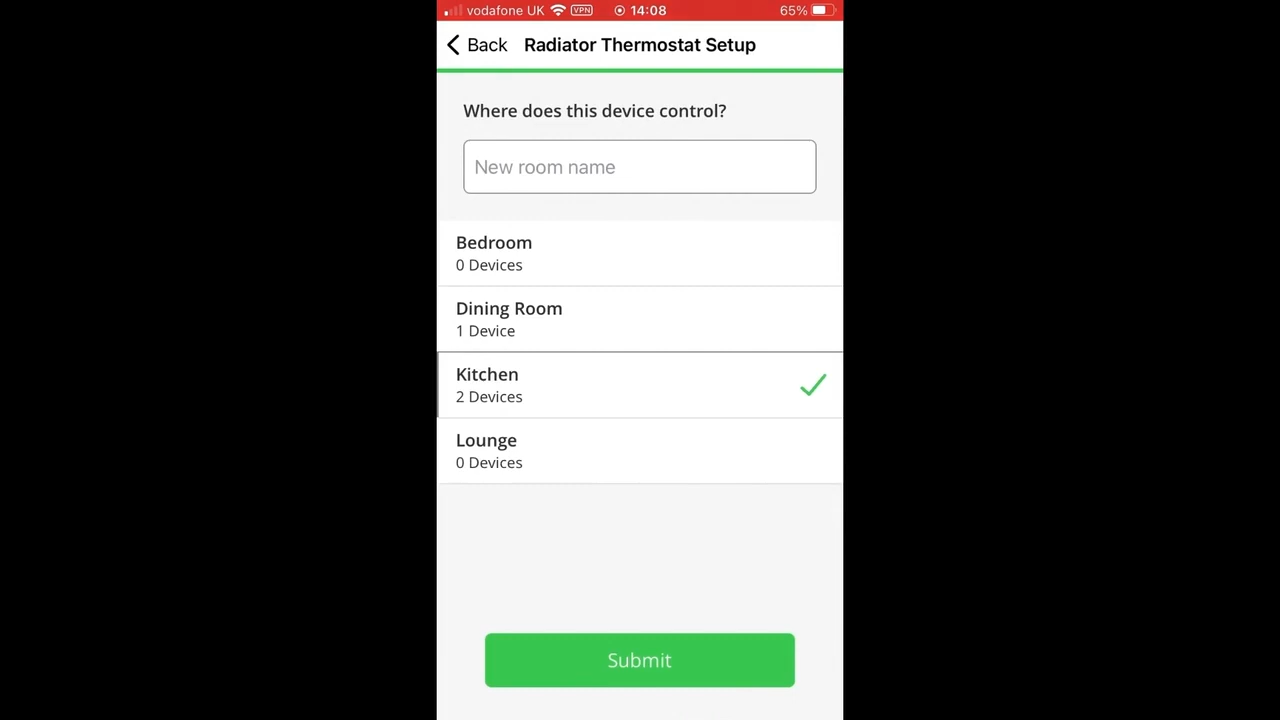 vodafone UK VPN 14:08 65%
Back Radiator Thermostat Setup
Where does this device control?
New room name
Bedroom
0 Devices
Dining Room
1 Device
Kitchen
2 Devices
Lounge
0 Devices
Submit